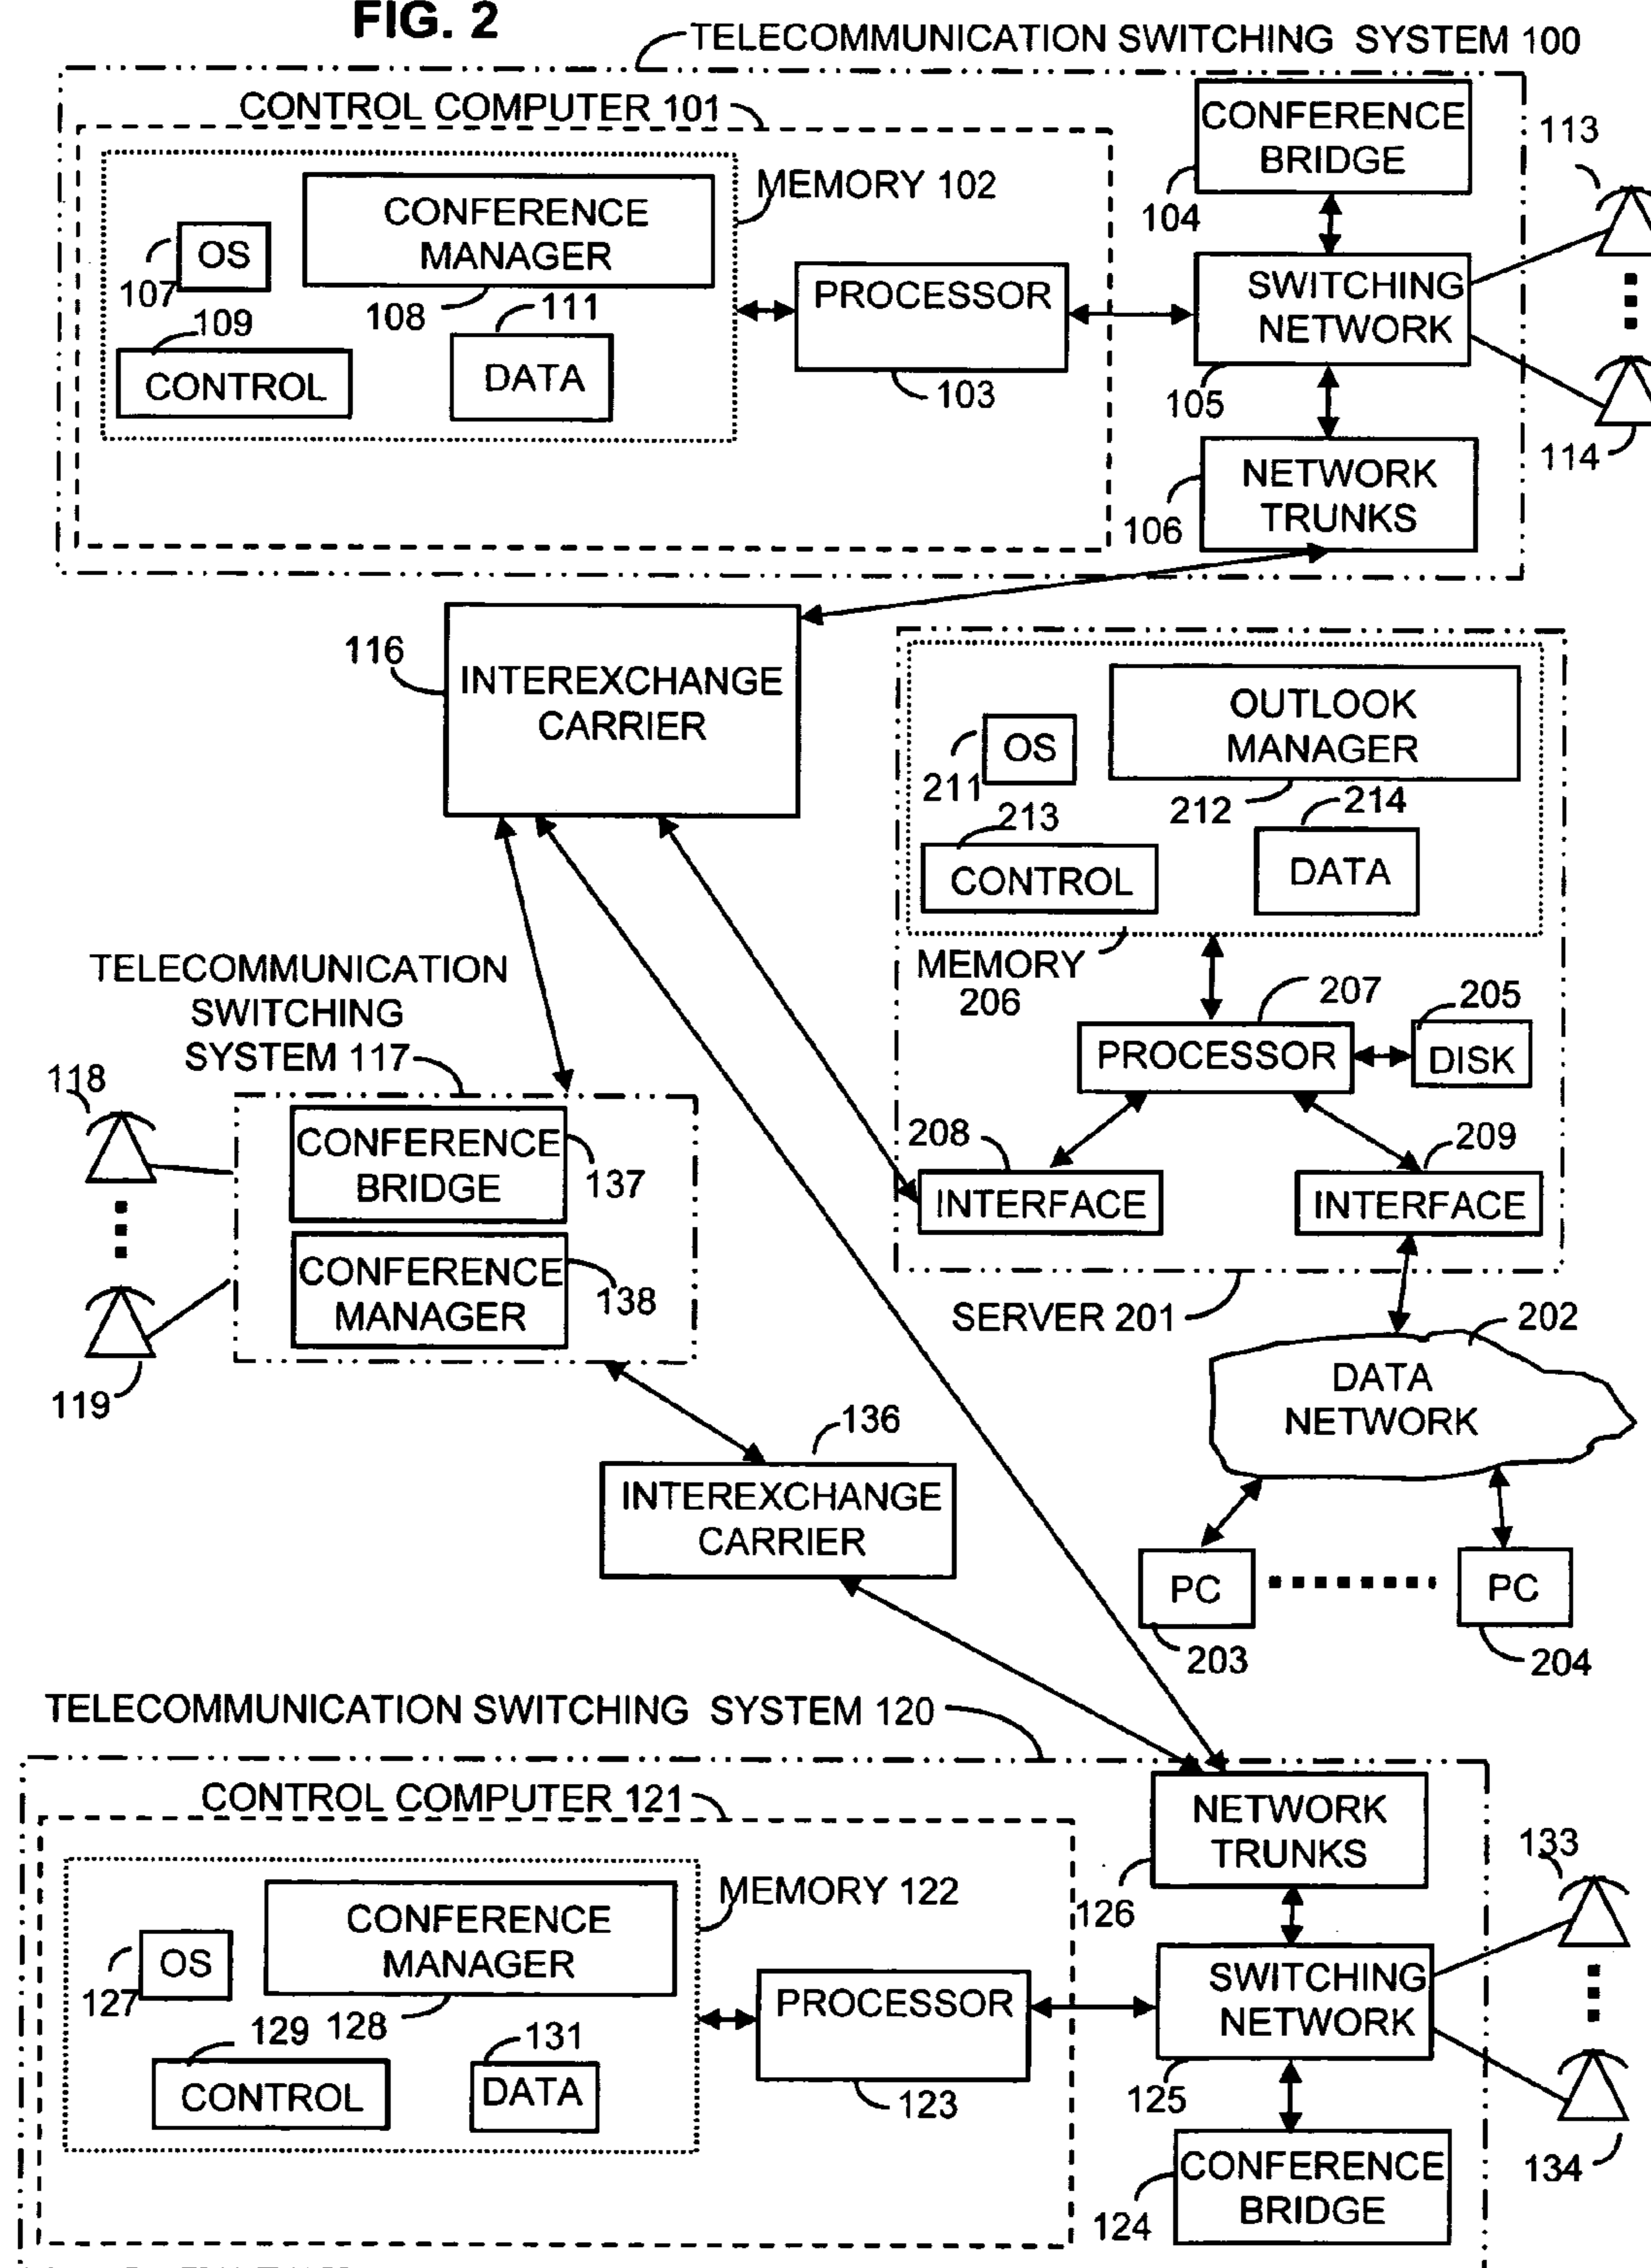 FIG. 2
TELECOMMUNICATION SWITCHING SYSTEM 100
CONTROL COMPUTER 101
CONFERENCE
BRIDGE
104
113
MEMORY 102
CONFERENCE
MANAGER
108
OS
107
109
CONTROL
111
DATA
PROCESSOR
103
SWITCHING
NETWORK
105
114
NETWORK
TRUNKS
106
116
INTEREXCHANGE
CARRIER
OUTLOOK
MANAGER
212
OS
211
213
CONTROL
214
DATA
MEMORY
206
207
PROCESSOR
205
DISK
208
INTERFACE
209
INTERFACE
SERVER 201
TELECOMMUNICATION
SWITCHING
SYSTEM 117
118
CONFERENCE
BRIDGE
137
CONFERENCE
MANAGER
138
119
202
DATA
NETWORK
136
INTEREXCHANGE
CARRIER
PC
203
PC
204
TELECOMMUNICATION SWITCHING SYSTEM 120
CONTROL COMPUTER 121
NETWORK
TRUNKS
126
133
MEMORY 122
CONFERENCE
MANAGER
128
OS
127
129
CONTROL
131
DATA
PROCESSOR
123
SWITCHING
NETWORK
125
134
CONFERENCE
BRIDGE
124